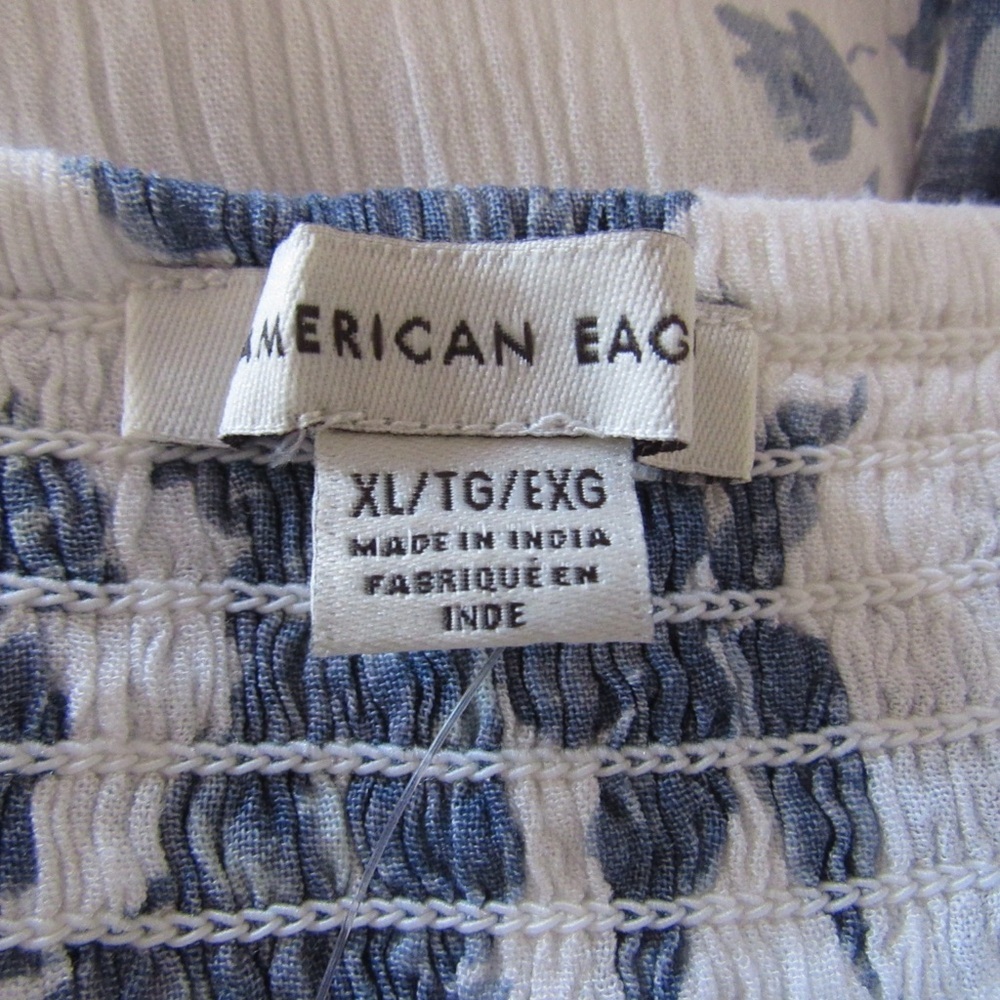 AMERICAN EAG
XL/TG/EXG
MADE IN INDIA
FABRIQUÉ EN
INDE